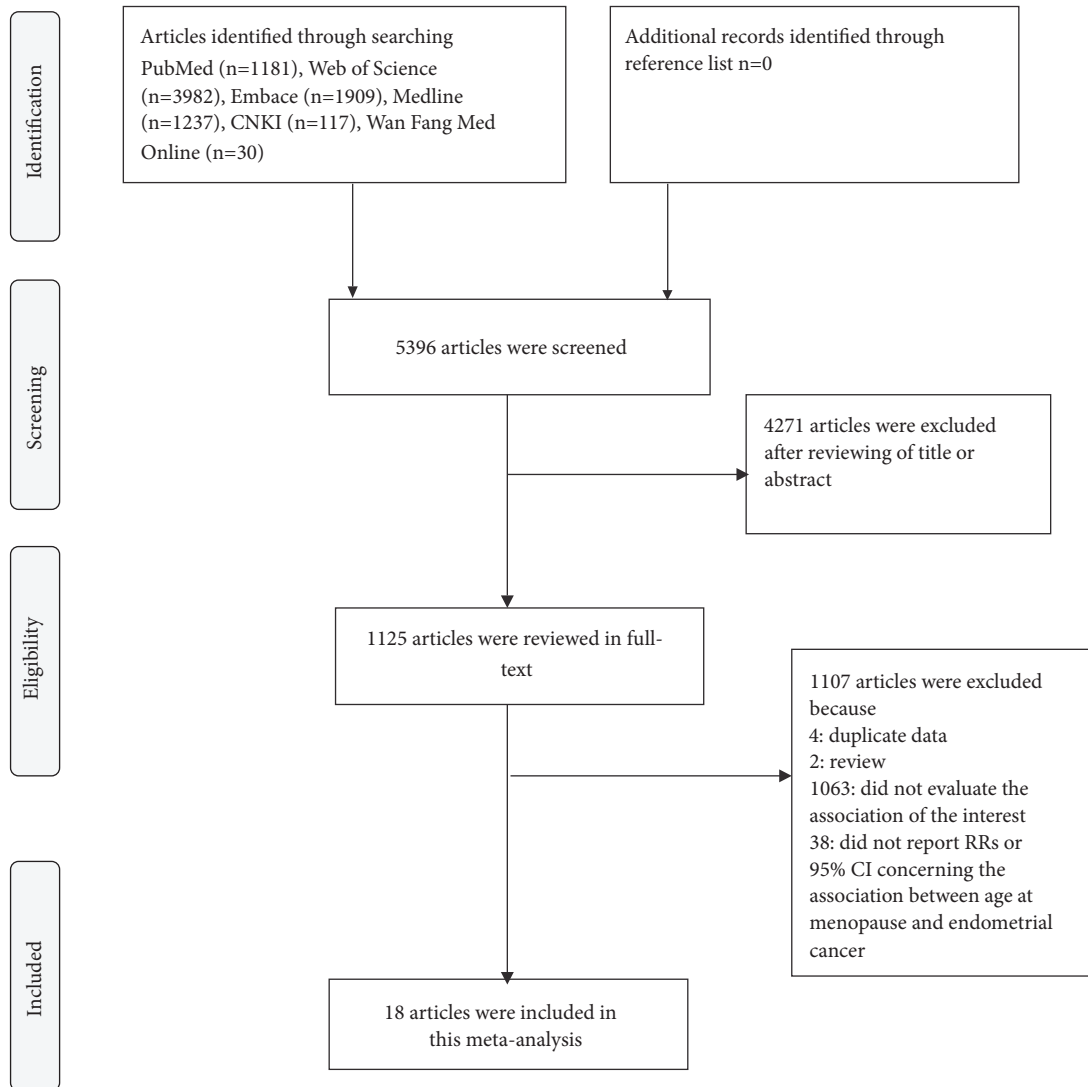 Identification
Articles identified through searching
PubMed (n=1181), Web of Science
(n=3982), Embace (n=1909), Medline
(n=1237), CNKI (n=117), Wan Fang Med
Online (n=30)
Additional records identified through
reference list n=0
Screening
5396 articles were screened
4271 articles were excluded
after reviewing of title or
abstract
Eligibility
1125 articles were reviewed in full-
text
1107 articles were excluded
because
4: duplicate data
2: review
1063: did not evaluate the
association of the interest
38: did not report RRs or
95% CI concerning the
association between age at
menopause and endometrial
cancer
Included
18 articles were included in
this meta-analysis